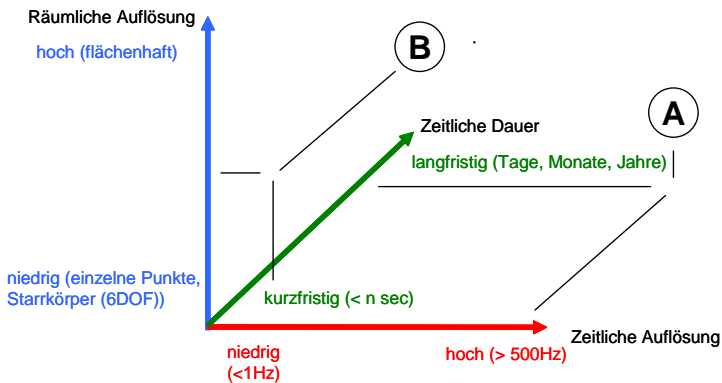 Räumliche Auflösung
hoch (flächenhaft)
B
A
Zeitliche Dauer
langfristig (Tage, Monate, Jahre)
niedrig (einzelne Punkte,
Starrkörper (6DOF))
kurzfristig (< n sec)
Zeitliche Auflösung
niedrig
(<1Hz)
hoch (> 500Hz)